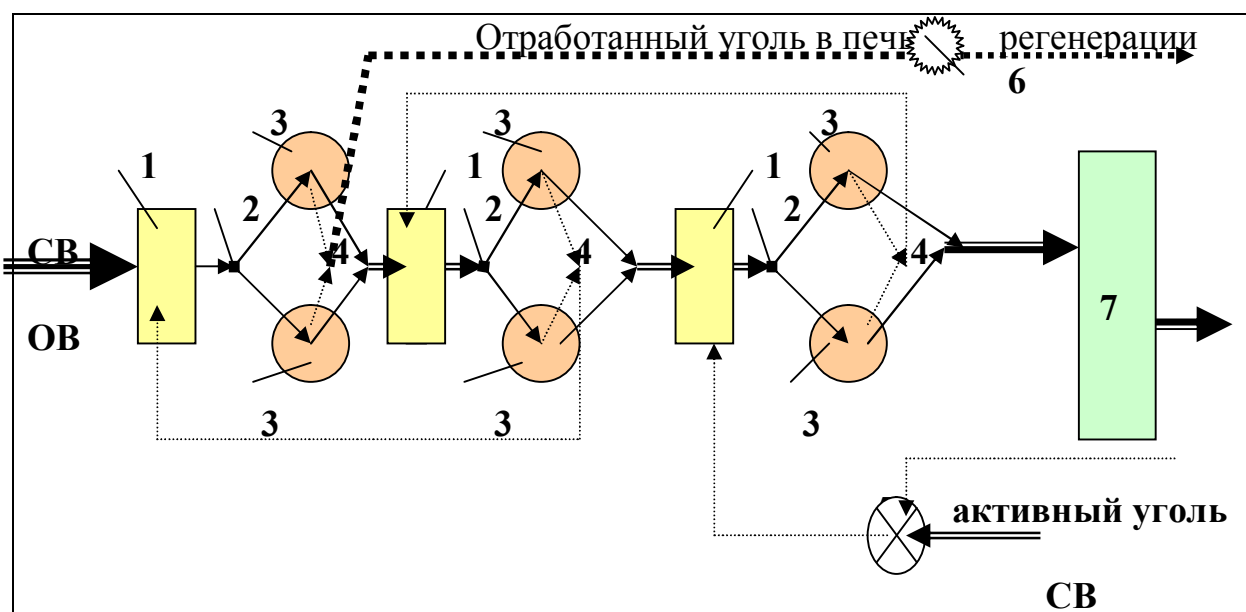 Отработанный уголь в печь регенерации
6
3 3 3
1 1 1
2 2 2
СВ 4 4 4
ОВ 7
3 3 3
активный уголь
СВ